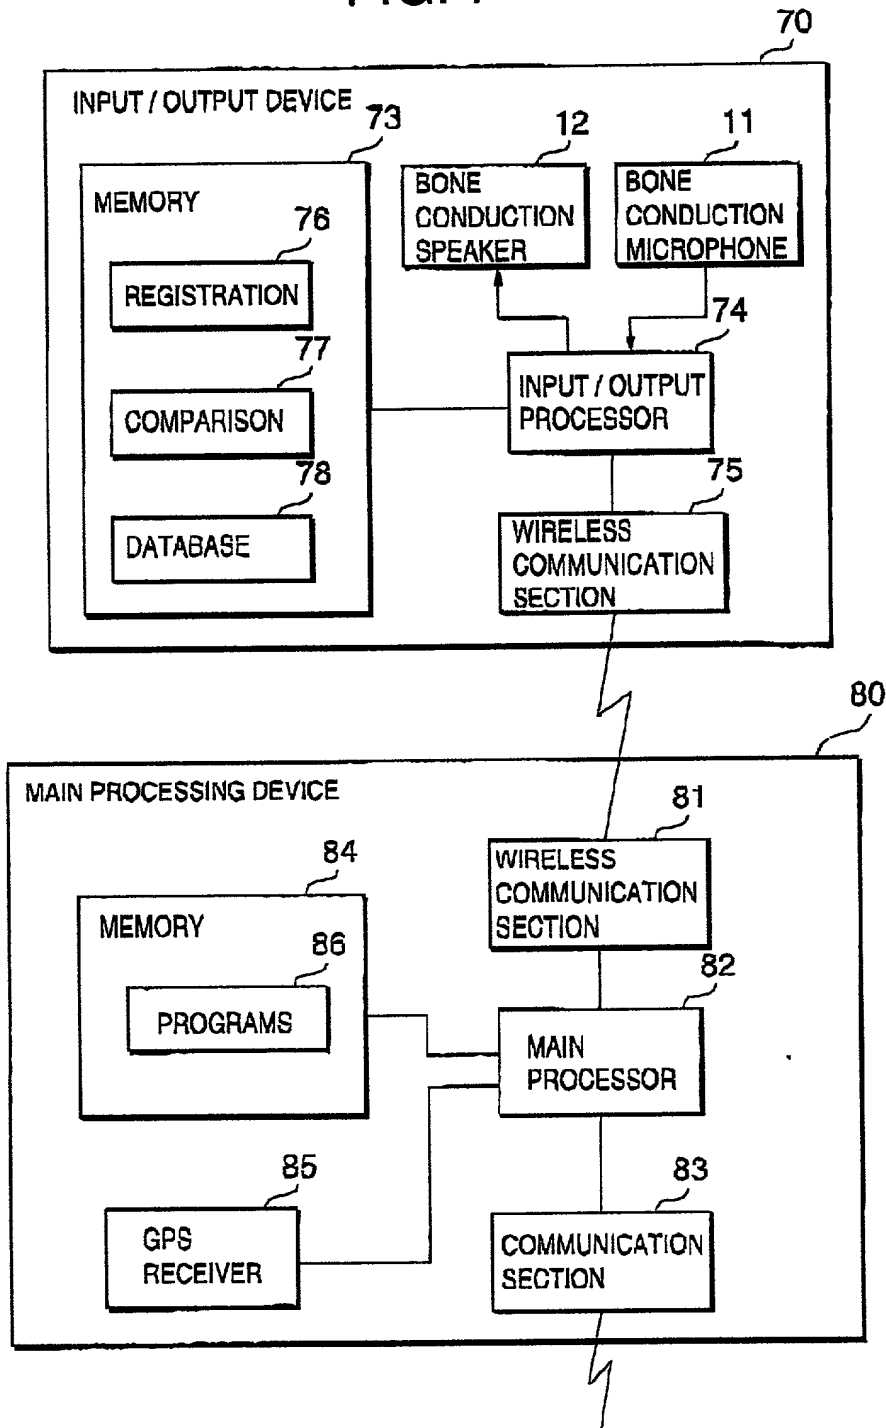 70
INPUT / OUTPUT DEVICE
73
12
11
MEMORY
BONE
CONDUCTION
SPEAKER
BONE
CONDUCTION
MICROPHONE
76
REGISTRATION
74
77
INPUT / OUTPUT
PROCESSOR
COMPARISON
78
75
DATABASE
WIRELESS
COMMUNICATION
SECTION
80
MAIN PROCESSING DEVICE
81
84
WIRELESS
COMMUNICATION
SECTION
MEMORY
86
82
PROGRAMS
MAIN
PROCESSOR
85
83
GPS
RECEIVER
COMMUNICATION
SECTION